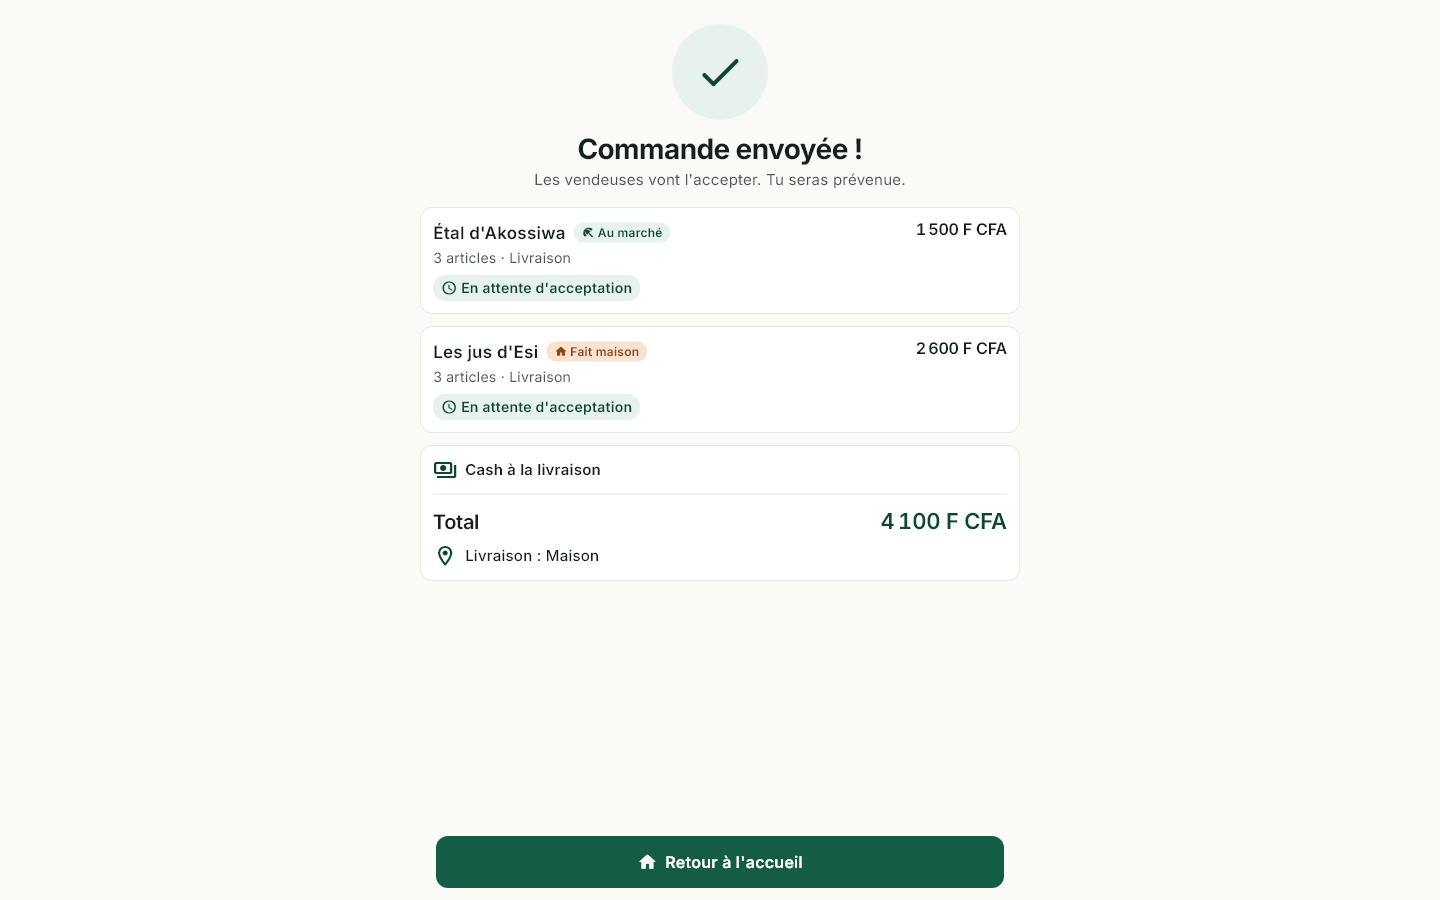 Commande envoyée !
Les vendeuses vont l'accepter. Tu seras prévenue.
Étal d'Akossiwa Au marché 1 500 F CFA
3 articles · Livraison
En attente d'acceptation
Les jus d'Esi Fait maison 2 600 F CFA
3 articles · Livraison
En attente d'acceptation
Cash à la livraison
Total 4 100 F CFA
Livraison : Maison
Retour à l'accueil